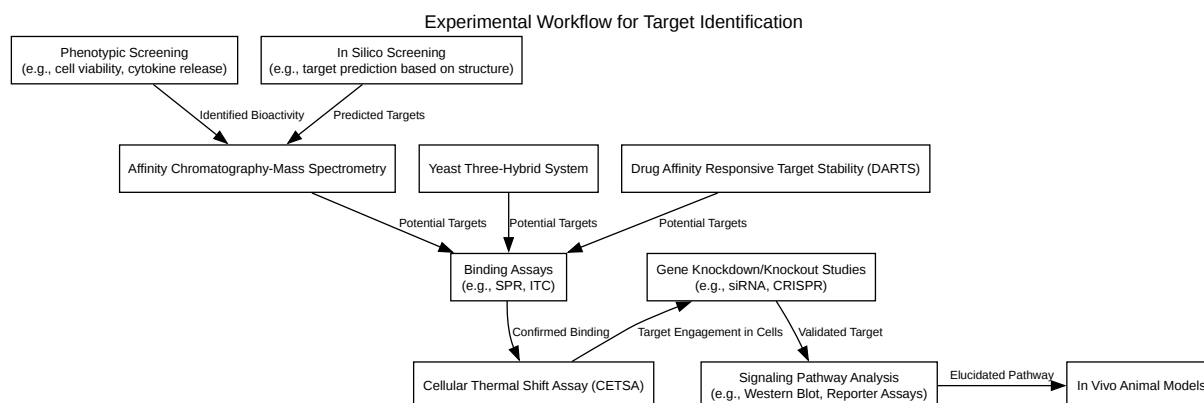 Experimental Workflow for Target Identification
Phenotypic Screening
(e.g., cell viability, cytokine release)
In Silico Screening
(e.g., target prediction based on structure)
Identified Bioactivity
Predicted Targets
Affinity Chromatography-Mass Spectrometry
Yeast Three-Hybrid System
Drug Affinity Responsive Target Stability (DARTS)
Potential Targets
Potential Targets
Potential Targets
Binding Assays
(e.g., SPR, ITC)
Gene Knockdown/Knockout Studies
(e.g., siRNA, CRISPR)
Confirmed Binding
Target Engagement in Cells
Validated Target
Cellular Thermal Shift Assay (CETSA)
Signaling Pathway Analysis
(e.g., Western Blot, Reporter Assays)
Elucidated Pathway
In Vivo Animal Models